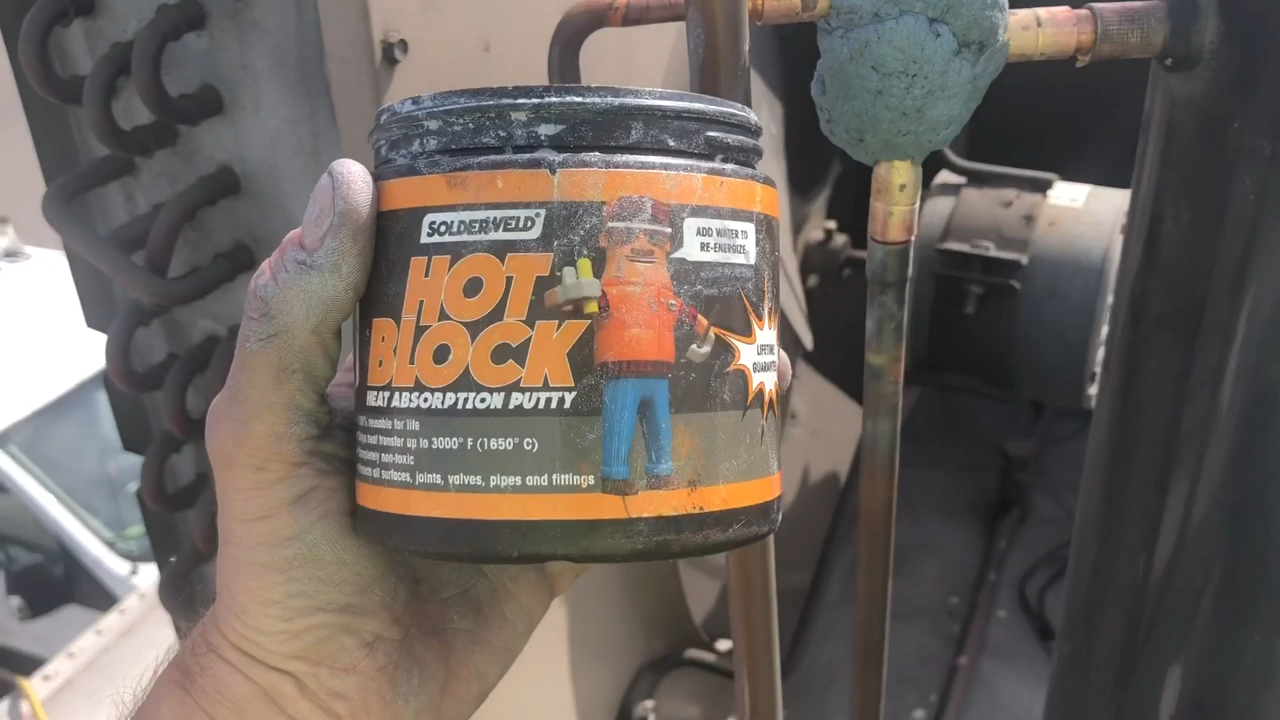 SOLDERWELD®
ADD WATER TO
RE-ENERGIZE
HOT
BLOCK
HEAT ABSORPTION PUTTY
LIFETIME
GUARANTEE
reusable for life
heat transfer up to 3000° F (1650° C)
completely non-toxic
all surfaces, joints, valves, pipes and fittings